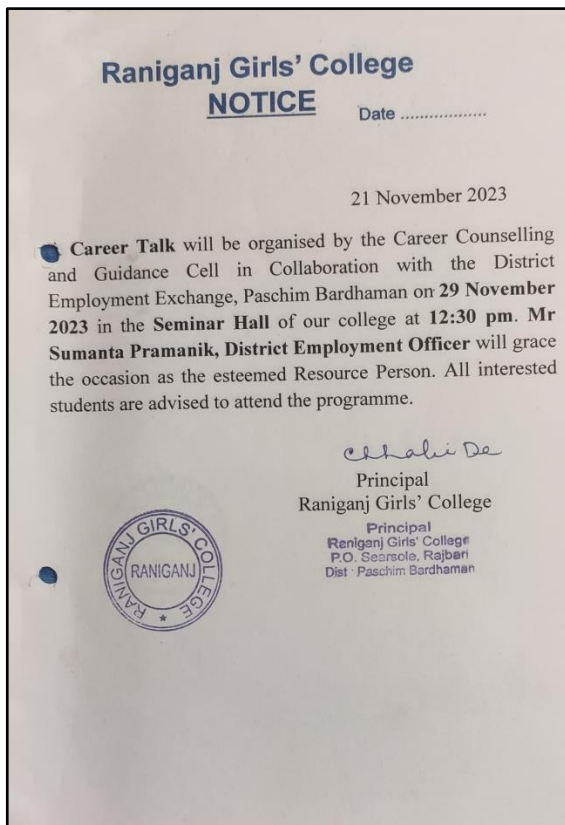 Raniganj Girls' College
NOTICE
Date ..................
21 November 2023
A Career Talk will be organised by the Career Counselling
and Guidance Cell in Collaboration with the District
Employment Exchange, Paschim Bardhaman on 29 November
2023 in the Seminar Hall of our college at 12:30 pm. Mr
Sumanta Pramanik, District Employment Officer will grace
the occasion as the esteemed Resource Person. All interested
students are advised to attend the programme.
Chhabi De
Principal
Raniganj Girls' College
Principal
Raniganj Girls' College
P.O. Searsole, Rajbari
Dist : Paschim Bardhaman
RANIGANJ GIRLS' COLLEGE
RANIGANJ